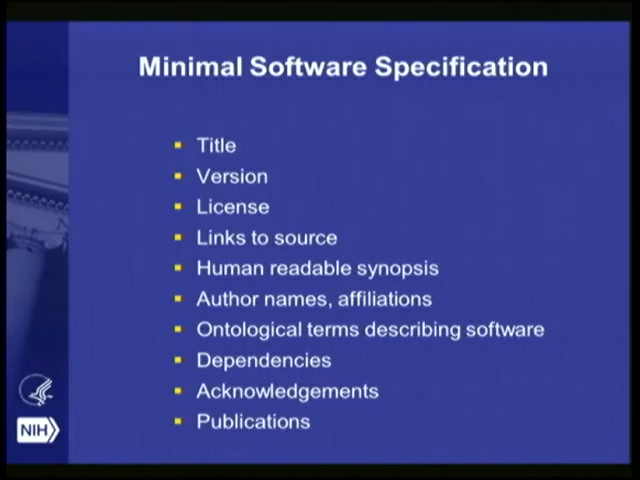 Minimal Software Specification
Title
Version
License
Links to source
Human readable synopsis
Author names, affiliations
Ontological terms describing software
Dependencies
Acknowledgements
Publications
NIH